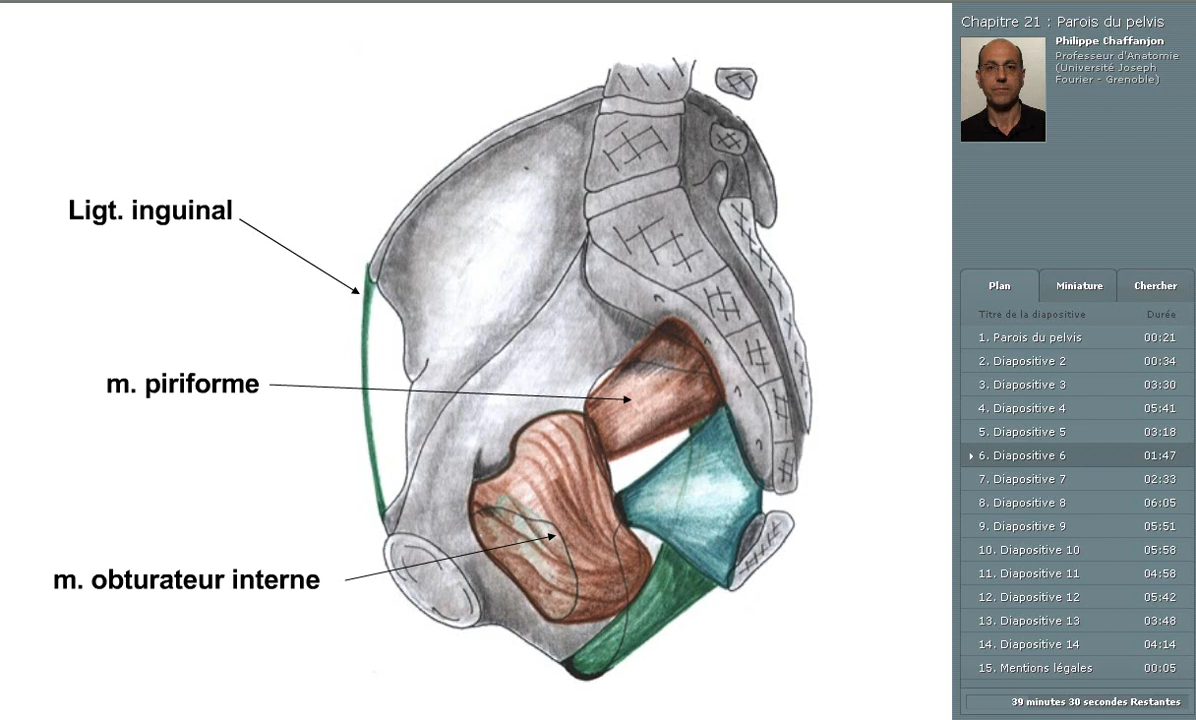 Chapitre 21 : Parois du pelvis
Philippe Chaffanjon
Professeur d'Anatomie
(Université Joseph
Fourier - Grenoble)
Ligt. inguinal
m. piriforme
m. obturateur interne
Plan Miniature Chercher
Titre de la diapositive Durée
1. Parois du pelvis 00:21
2. Diapositive 2 00:34
3. Diapositive 3 03:30
4. Diapositive 4 05:41
5. Diapositive 5 03:18
6. Diapositive 6 01:47
7. Diapositive 7 02:33
8. Diapositive 8 06:05
9. Diapositive 9 05:51
10. Diapositive 10 05:58
11. Diapositive 11 04:58
12. Diapositive 12 05:42
13. Diapositive 13 03:48
14. Diapositive 14 04:14
15. Mentions légales 00:05
39 minutes 30 secondes Restantes